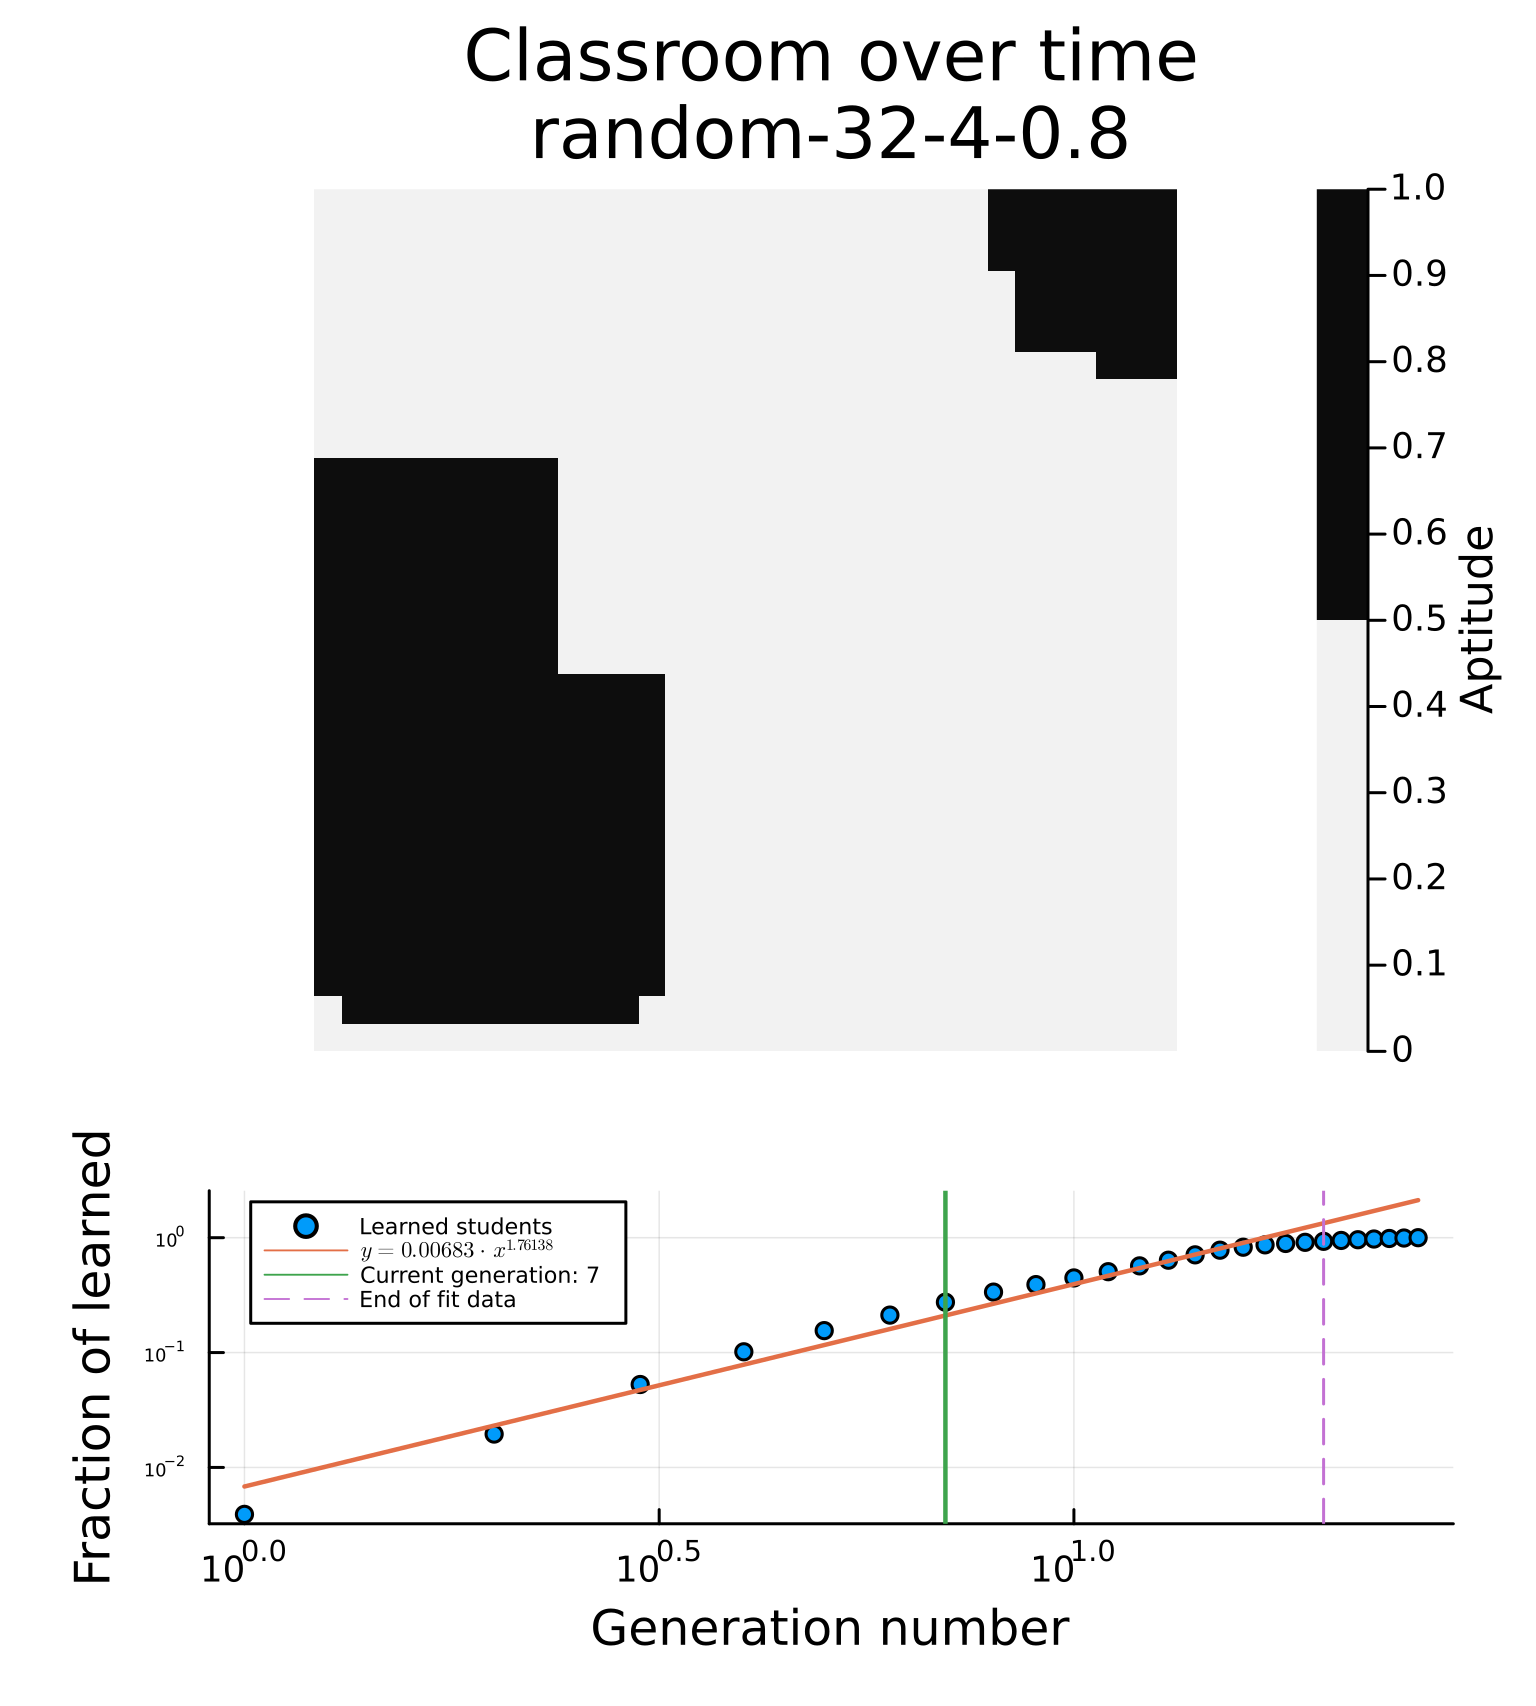 Classroom over time
random-32-4-0.8
1.0
0.9
0.8
0.7
0.6
0.5
0.4
0.3
0.2
0.1
0
Aptitude
Fraction of learned
10⁰
10⁻¹
10⁻²
Learned students
y = 0.00683 · x^1.76138
Current generation: 7
End of fit data
10^0.0
10^0.5
10^1.0
Generation number